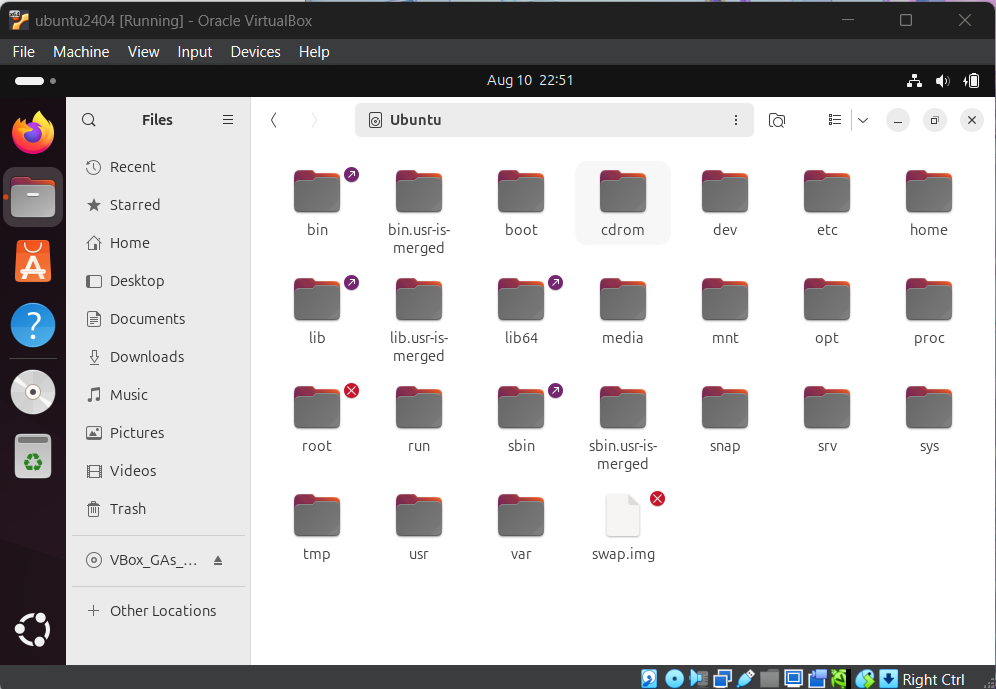 ubuntu2404 [Running] - Oracle VirtualBox
File Machine View Input Devices Help
Aug 10 22:51
Files
Ubuntu
Recent
Starred
Home
Desktop
Documents
Downloads
Music
Pictures
Videos
Trash
VBox_GAs_...
Other Locations
bin
bin.usr-is-
merged
boot
cdrom
dev
etc
home
lib
lib.usr-is-
merged
lib64
media
mnt
opt
proc
root
run
sbin
sbin.usr-is-
merged
snap
srv
sys
tmp
usr
var
swap.img
Right Ctrl